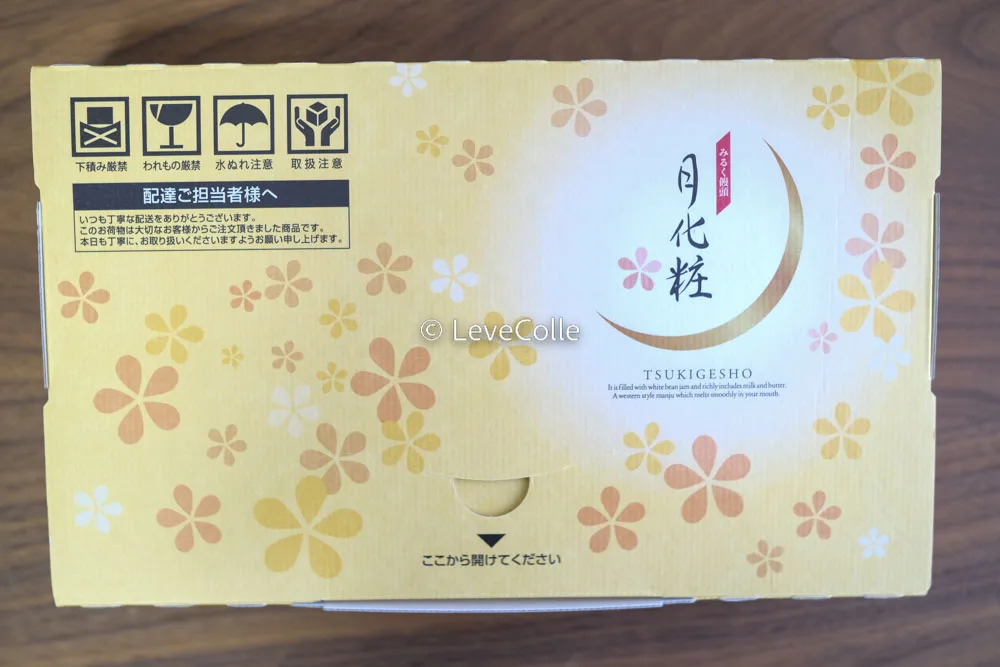 下積み厳禁
われもの厳禁
水ぬれ注意
取扱注意
配達ご担当者様へ
いつも丁寧な配送をありがとうございます。
このお荷物は大切なお客様からご注文頂きました商品です。
本日も丁寧に、お取り扱いくださいますようお願い申し上げます。
みるく饅頭
月化粧
© LeveColle
TSUKIGESHO
It is filled with white bean jam and richly includes milk and butter.
A western style manju which melts smoothly in your mouth.
ここから開けてください